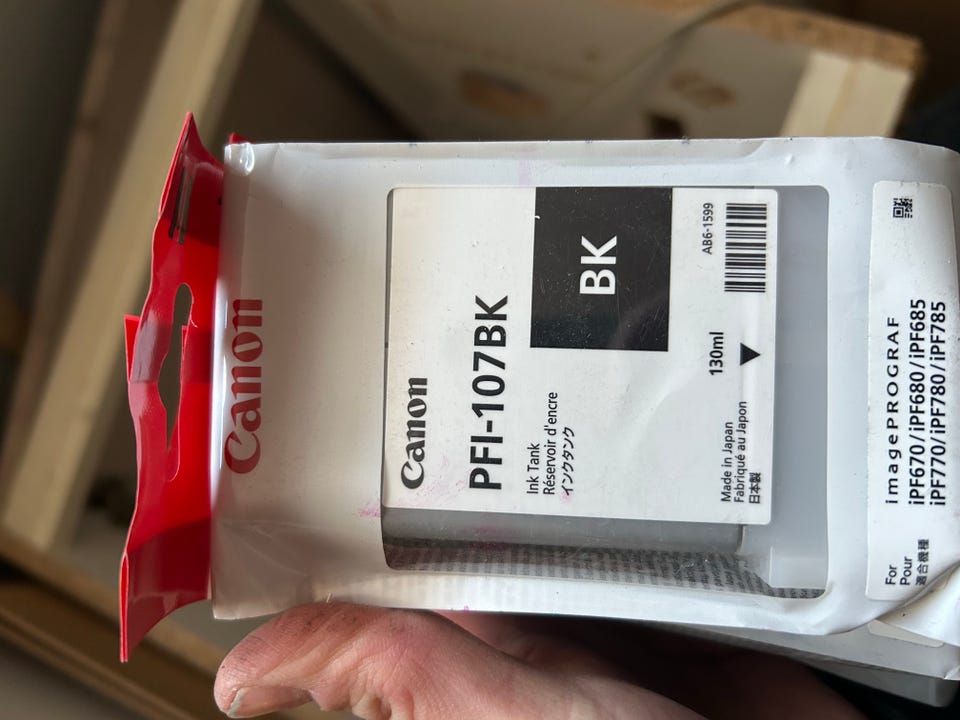 Canon
Canon
PFI-107BK
Ink Tank
Réservoir d'encre
インクタンク
BK
130ml
AB6-1599
Made in Japan
Fabriqué au Japon
日本製
For
Pour
適合機種
imagePROGRAF
iPF670/iPF680/iPF685
iPF770/iPF780/iPF785